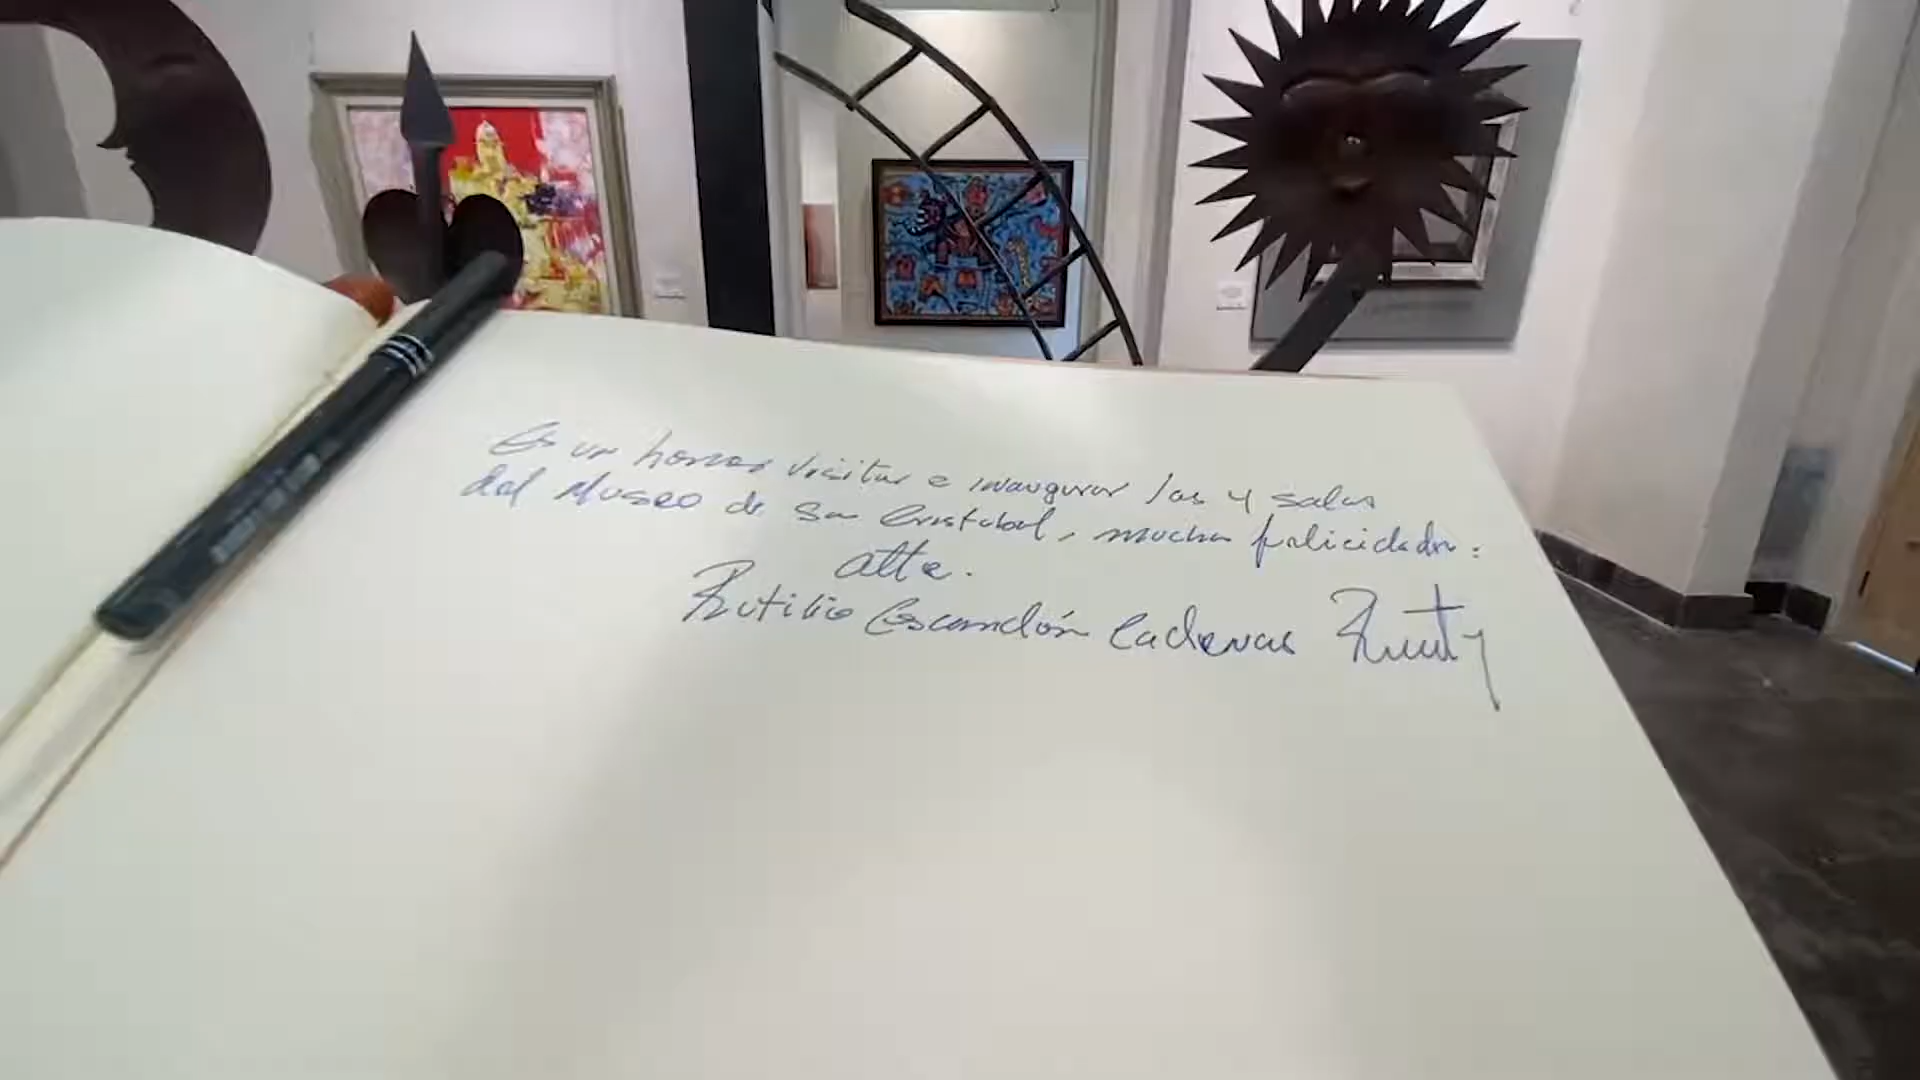 Es un honor visitar e inaugurar las 4 salas
del Museo de San Cristobal, muchas felicidades:
atte.
Rutilio Escandón Cadenas